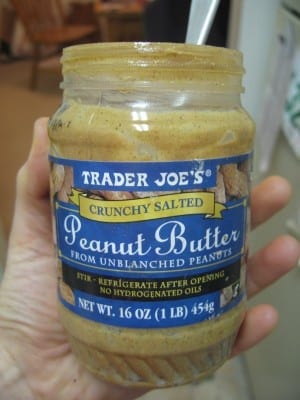 TRADER JOE'S®
CRUNCHY SALTED
Peanut Butter
FROM UNBLANCHED PEANUTS
STIR - REFRIGERATE AFTER OPENING
NO HYDROGENATED OILS
NET WT. 16 OZ (1 LB) 454g